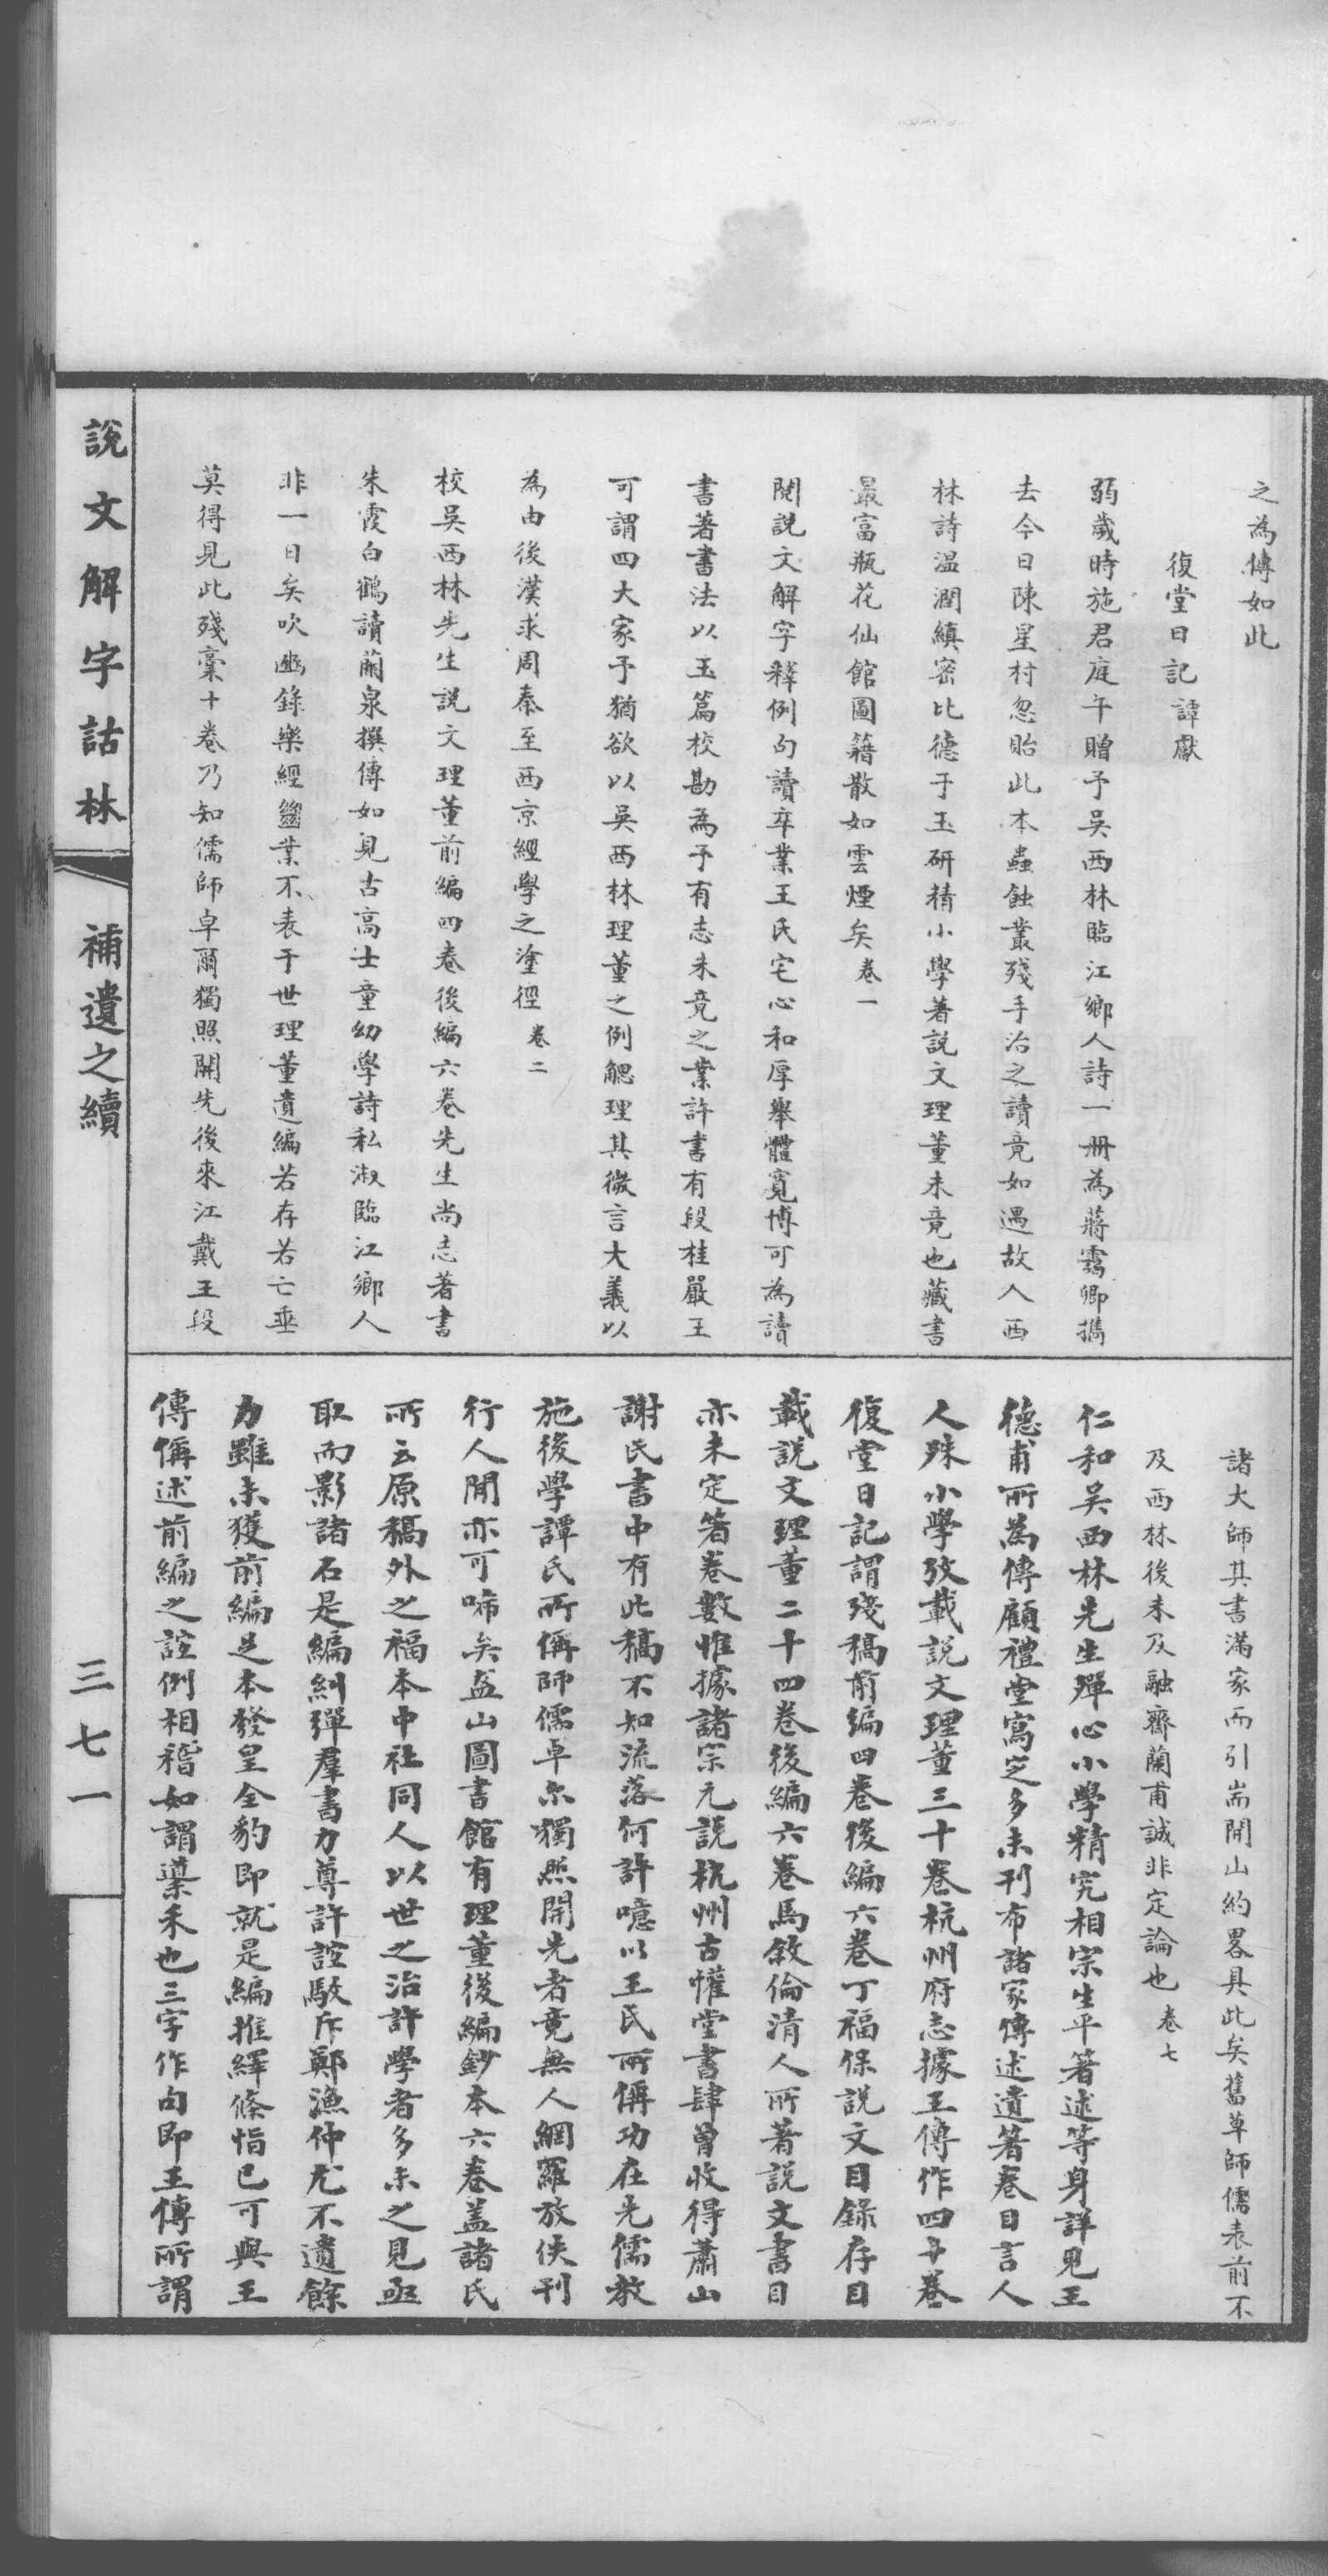 之為傳如此
復堂日記 譚獻
弱歲時施君庭午贈予吳西林臨江鄉人詩一冊為蔣靄卿攜
去今日陳星村忽貽此本蟲蝕叢殘手治之讀竟如遇故人西
林詩溫潤縝密比德于玉研精小學著說文理董未竟也藏書
最富瓶花仙館圖籍散如雲煙矣 卷一
閱說文解字釋例句讀卒業王氏宅心和厚舉體寬博可為讀
書著書法以玉篇校勘為予有志未竟之業許書有段桂嚴王
可謂四大家予猶欲以吳西林理董之例䚡理其微言大義以
為由後漢求周秦至西京經學之塗徑 卷二
校吳西林先生說文理董前編四卷後編六卷先生尚志著書
朱霞白鶴讀蘭泉撰傳如見古高士童幼學詩私淑臨江鄉人
非一日矣吹豳錄樂經鼇業不表于世理董遺編若存若亡垂
莫得見此殘稾十卷乃知儒師卓爾獨照開先後來江戴王段
諸大師其書滿家而引耑開山約畧具此矣舊草師儒表前不
及西林後未及融齋蘭甫誠非定論也 卷七
仁和吳西林先生殫心小學精究相宗生平著述等身詳見王
德甫所為傳顧禮堂寫定多未刊布諸家傳述遺箸卷目言人
人殊小學攷載說文理董三十卷杭州府志據王傳作四十卷
復堂日記謂殘稿前編四卷後編六卷丁福保說文目錄存目
載說文理董二十四卷後編六卷馬敘倫清人所著說文書目
亦未定箸卷數惟據諸宗元說杭州古懽堂書肆曾收得蕭山
謝氏書中有此稿不知流落何許噫以王氏所偁功在先儒教
施後學譚氏所偁師儒卓尒獨照開先者竟無人網羅放佚刊
行人閒亦可唏矣盋山圖書館有理董後編鈔本六卷蓋諸氏
所云原稿外之福本中社同人以世之治許學者多未之見亟
取而影諸石是編糾彈羣書力尊許誼駁斥鄭漁仲尤不遺餘
力雖未獲前編足本發皇全豹即就是編推繹條恉已可與王
傳偁述前編之誼例相稽如謂䆃禾也三字作句即王傳所謂
說文解字詁林 補遺之續 三七一